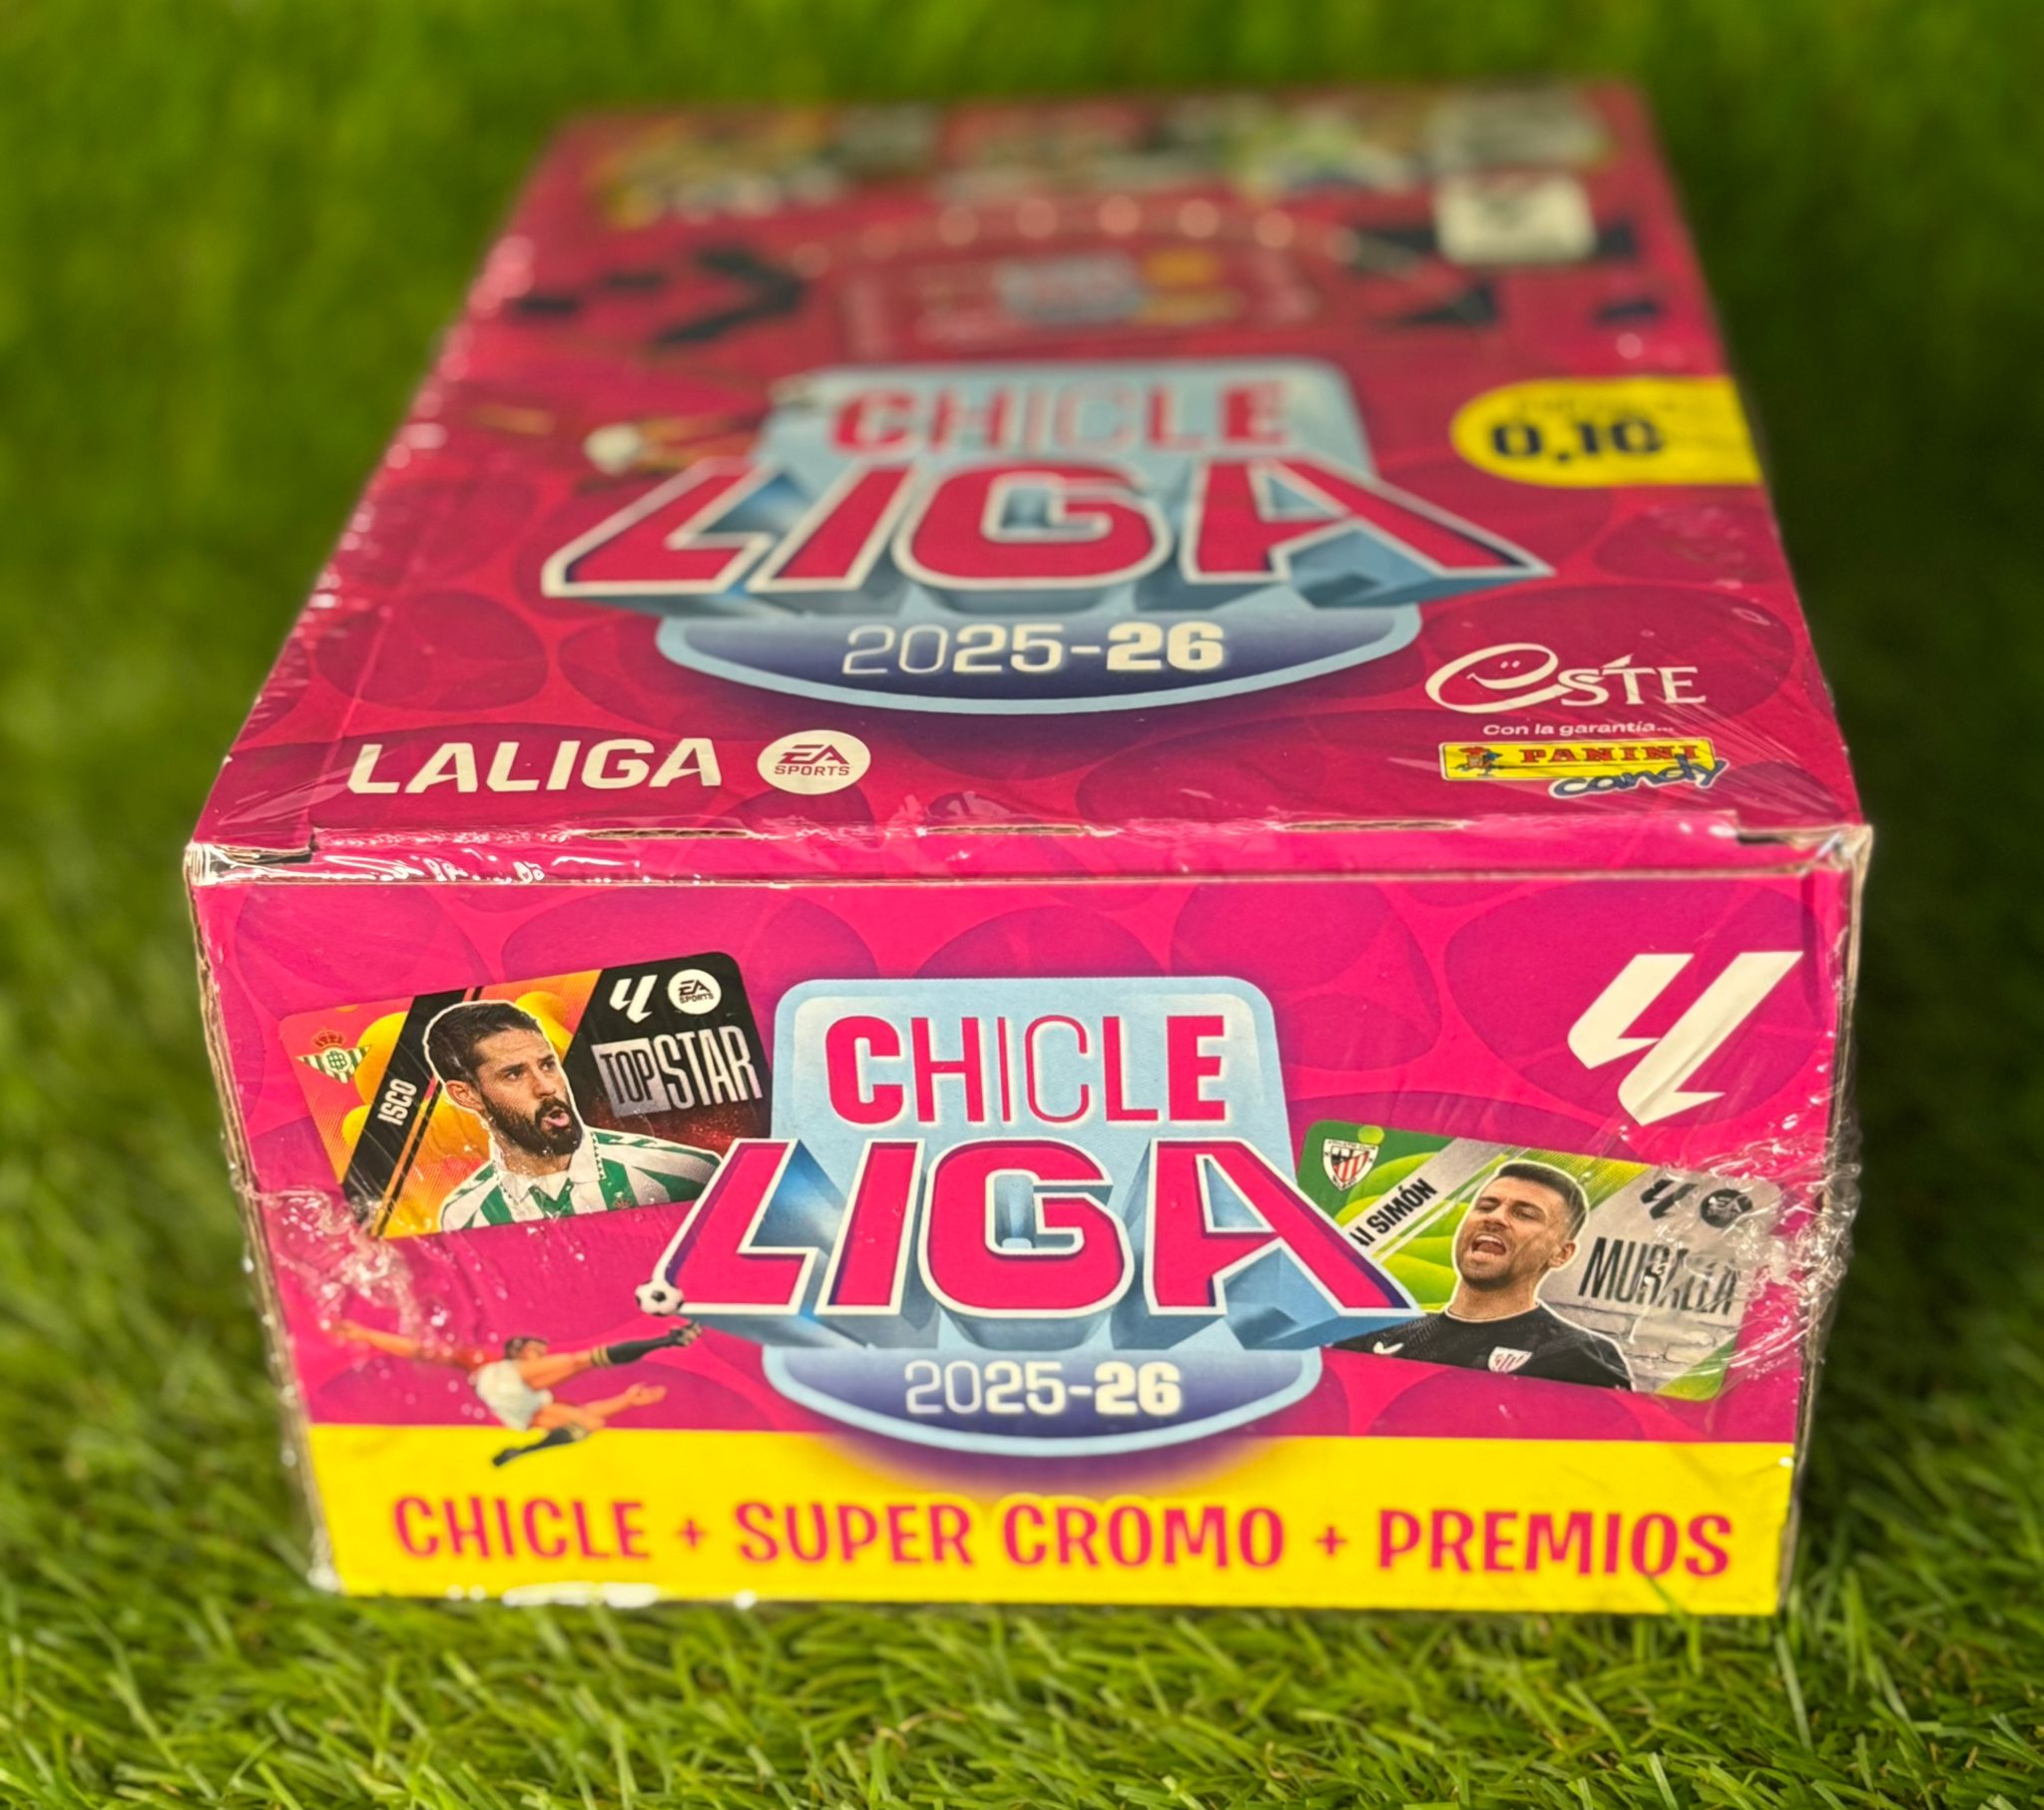 CHICLE
LIGA
2025-26
0,10
LALIGA
EA
SPORTS
este
Con la garantía...
PANINI
candy
ISCO
EA
SPORTS
TOP STAR
CHICLE
LIGA
2025-26
SIMÓN
EA
MURALLA
CHICLE + SUPER CROMO + PREMIOS